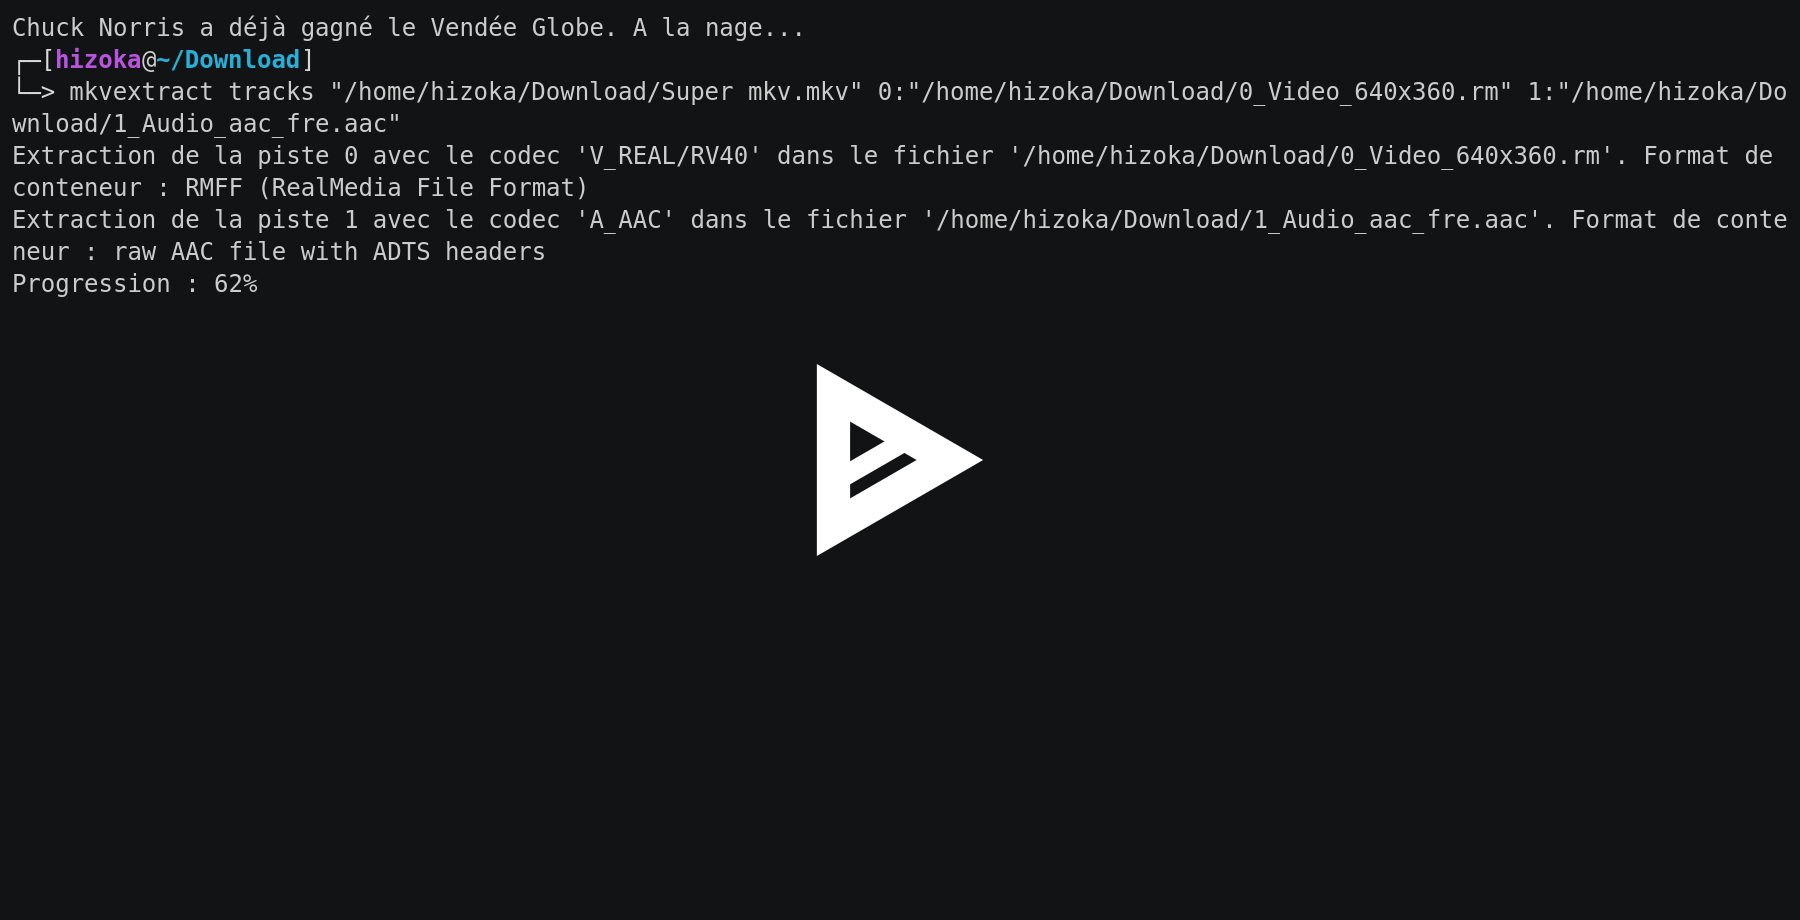 Chuck Norris a déjà gagné le Vendée Globe. A la nage...
┌─[hizoka@~/Download]
└─> mkvextract tracks "/home/hizoka/Download/Super mkv.mkv" 0:"/home/hizoka/Download/0_Video_640x360.rm" 1:"/home/hizoka/Do
wnload/1_Audio_aac_fre.aac"
Extraction de la piste 0 avec le codec 'V_REAL/RV40' dans le fichier '/home/hizoka/Download/0_Video_640x360.rm'. Format de
conteneur : RMFF (RealMedia File Format)
Extraction de la piste 1 avec le codec 'A_AAC' dans le fichier '/home/hizoka/Download/1_Audio_aac_fre.aac'. Format de conte
neur : raw AAC file with ADTS headers
Progression : 62%